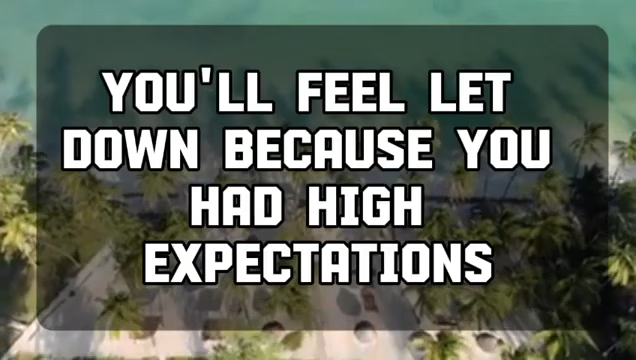 YOU'LL FEEL LET
DOWN BECAUSE YOU
HAD HIGH
EXPECTATIONS